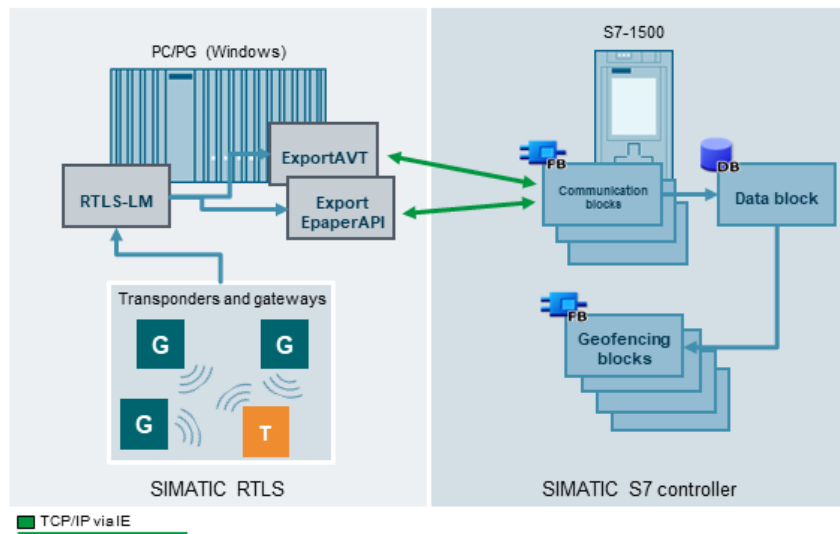 PC/PG (Windows)
ExportAVT
RTLS-LM
Export
EpaperAPI
Transponders and gateways
G
G
G
T
SIMATIC RTLS
S7-1500
FB
Communication
blocks
DB
Data block
FB
Geofencing
blocks
SIMATIC S7 controller
TCP/IP via IE